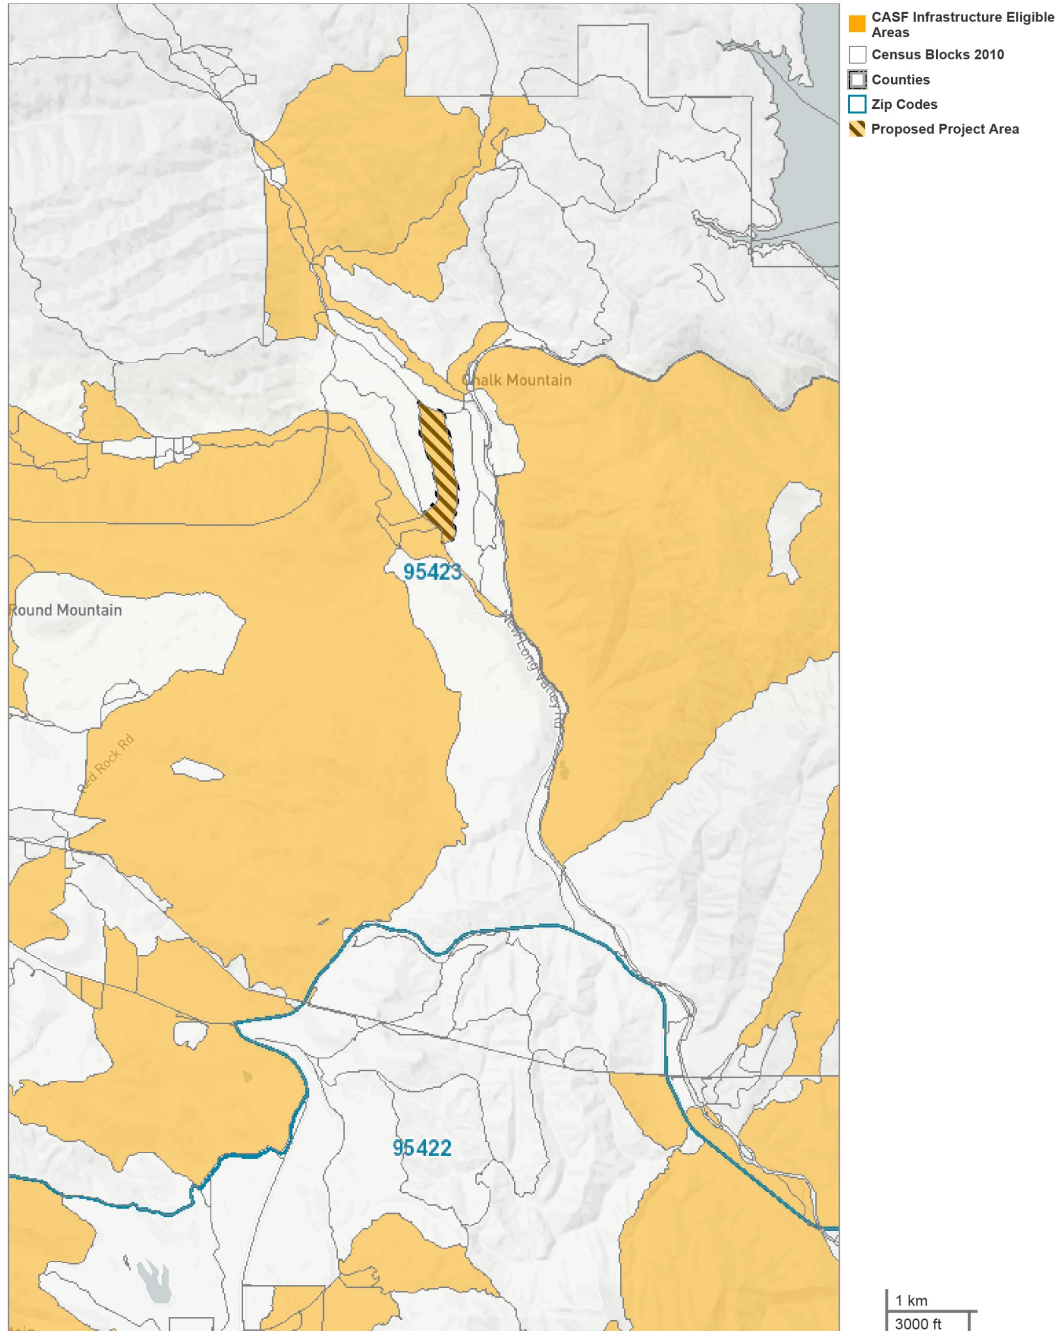 CASF Infrastructure Eligible
Areas
Census Blocks 2010
Counties
Zip Codes
Proposed Project Area
Chalk Mountain
95423
Round Mountain
New Long Valley Rd
Red Rock Rd
95422
1 km
3000 ft